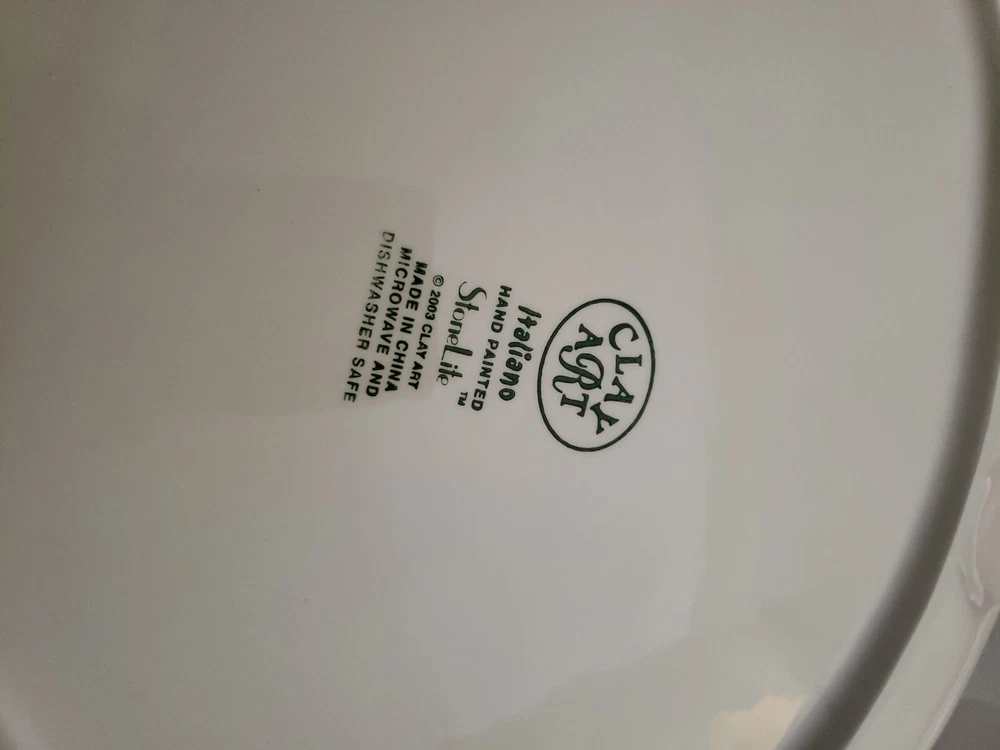 CLAY
ART
Italiano
HAND PAINTED
StoneLite™
© 2003 CLAY ART
MADE IN CHINA
MICROWAVE AND
DISHWASHER SAFE